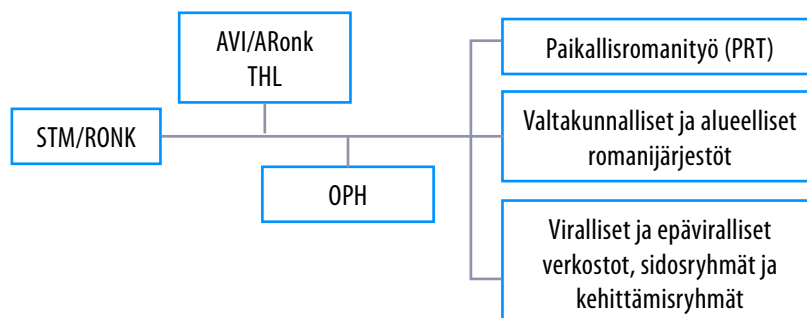 AVI/ARonk
THL
STM/RONK
OPH
Paikallisromanityö (PRT)
Valtakunnalliset ja alueelliset
romanijärjestöt
Viralliset ja epäviralliset
verkostot, sidosryhmät ja
kehittämisryhmät